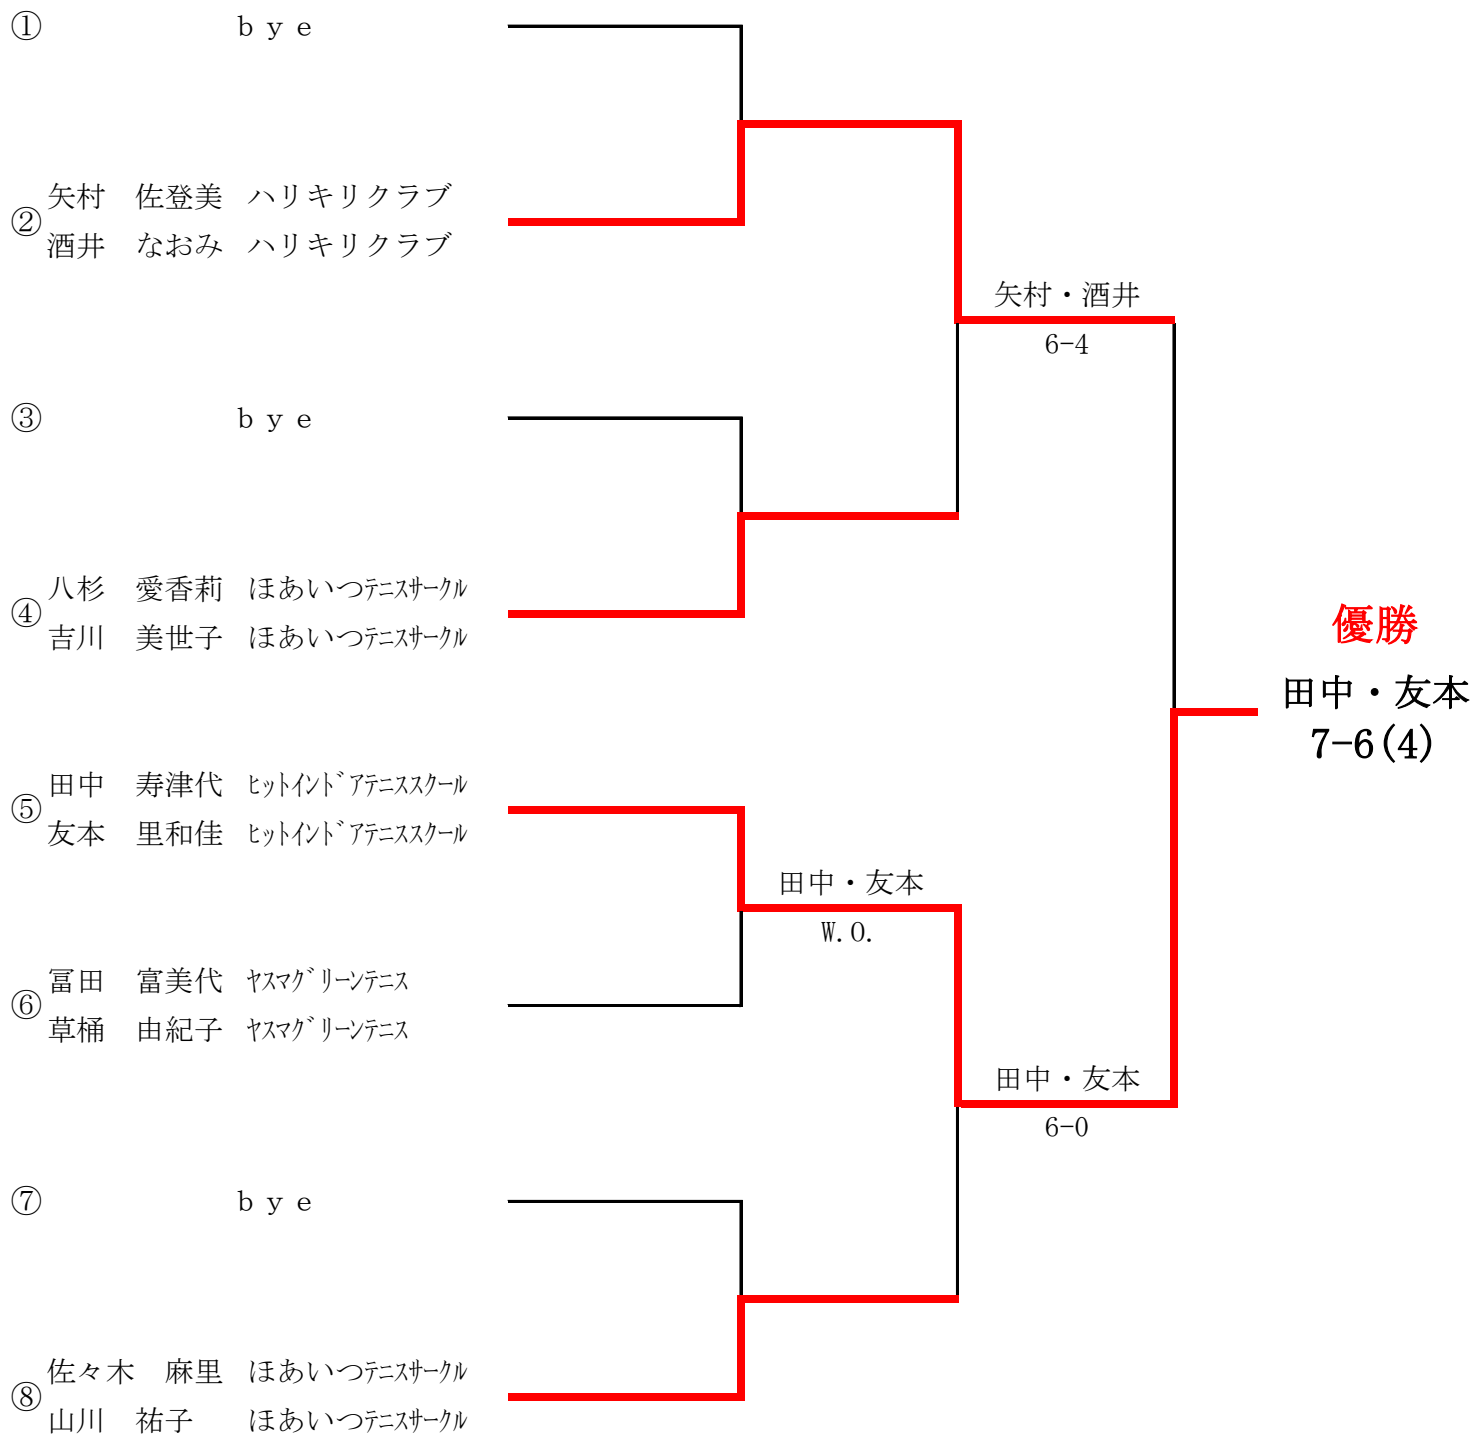 ① ｂｙｅ
矢村　佐登美 ハリキリクラブ
②
酒井　なおみ ハリキリクラブ
矢村・酒井
6-4
③ ｂｙｅ
八杉　愛香莉 ほあいつﾃﾆｽｻｰｸﾙ
④
吉川　美世子 ほあいつﾃﾆｽｻｰｸﾙ
優勝
田中・友本
7-6(4)
田中　寿津代 ﾋｯﾄｲﾝﾄﾞｱﾃﾆｽｽｸｰﾙ
⑤
友本　里和佳 ﾋｯﾄｲﾝﾄﾞｱﾃﾆｽｽｸｰﾙ
田中・友本
W.O.
冨田　富美代 ﾔｽﾏｸﾞﾘｰﾝﾃﾆｽ
⑥
草桶　由紀子 ﾔｽﾏｸﾞﾘｰﾝﾃﾆｽ
田中・友本
6-0
⑦ ｂｙｅ
佐々木　麻里 ほあいつﾃﾆｽｻｰｸﾙ
⑧
山川　祐子 ほあいつﾃﾆｽｻｰｸﾙ